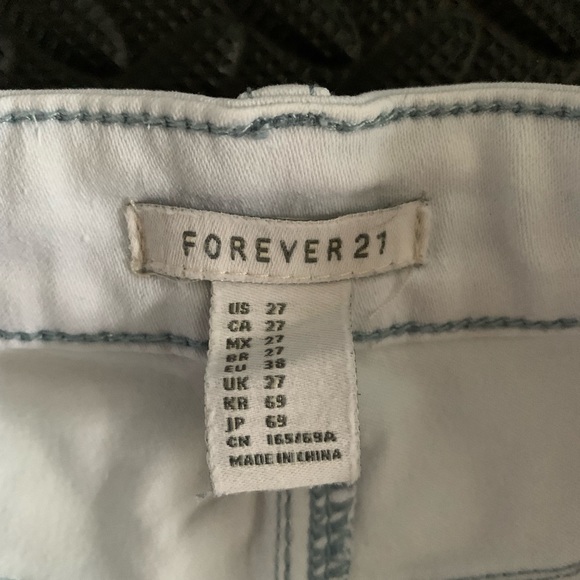 FOREVER 21
US 27
CA 27
MX 27
BR 27
EU 38
UK 27
KR 69
JP 69
CN 165/69A
MADE IN CHINA